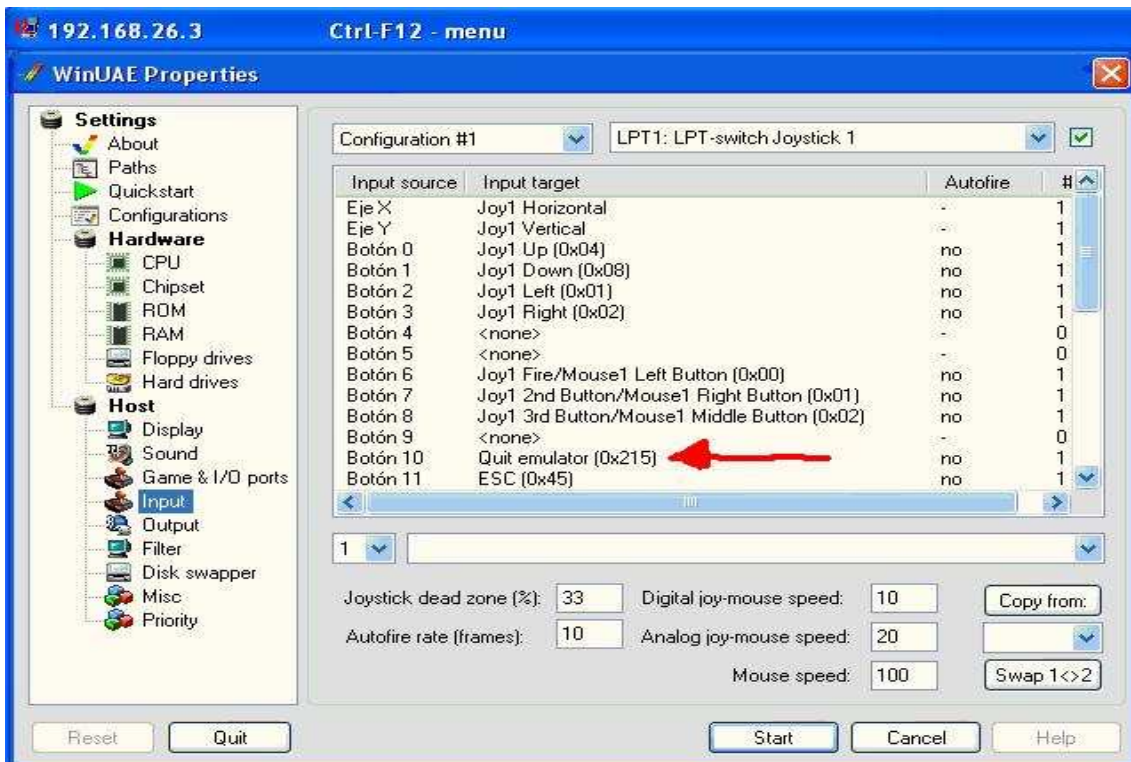 192.168.26.3 Ctrl-F12 - menu
WinUAE Properties
Settings
About
Paths
Quickstart
Configurations
Hardware
CPU
Chipset
ROM
RAM
Floppy drives
Hard drives
Host
Display
Sound
Game & I/O ports
Input
Output
Filter
Disk swapper
Misc
Priority
Configuration #1 LPT1: LPT-switch Joystick 1
Input source Input target Autofire #
Eje X Joy1 Horizontal - 1
Eje Y Joy1 Vertical - 1
Botón 0 Joy1 Up (0x04) no 1
Botón 1 Joy1 Down (0x08) no 1
Botón 2 Joy1 Left (0x01) no 1
Botón 3 Joy1 Right (0x02) no 1
Botón 4 <none> - 0
Botón 5 <none> - 0
Botón 6 Joy1 Fire/Mouse1 Left Button (0x00) no 1
Botón 7 Joy1 2nd Button/Mouse1 Right Button (0x01) no 1
Botón 8 Joy1 3rd Button/Mouse1 Middle Button (0x02) no 1
Botón 9 <none> - 0
Botón 10 Quit emulator (0x215) no 1
Botón 11 ESC (0x45) no 1
1
Joystick dead zone (%): 33 Digital joy-mouse speed: 10 Copy from:
Autofire rate (frames): 10 Analog joy-mouse speed: 20
Mouse speed: 100 Swap 1<>2
Reset Quit Start Cancel Help